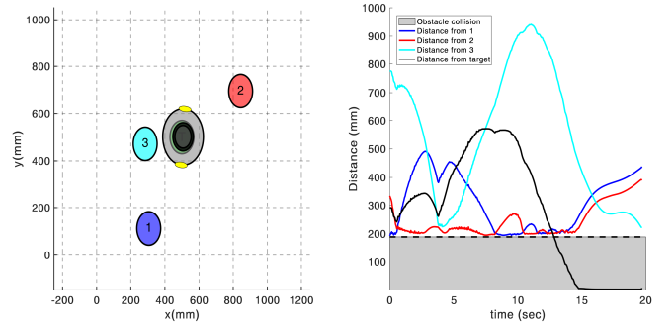 1000
800
600
400
200
0
y(mm)
2
3
1
-200 0 200 400 600 800 1000 1200
x(mm)
1000
900
800
700
600
500
400
300
200
100
Distance (mm)
Obstacle collision
Distance from 1
Distance from 2
Distance from 3
Distance from target
0 5 10 15 20
time (sec)